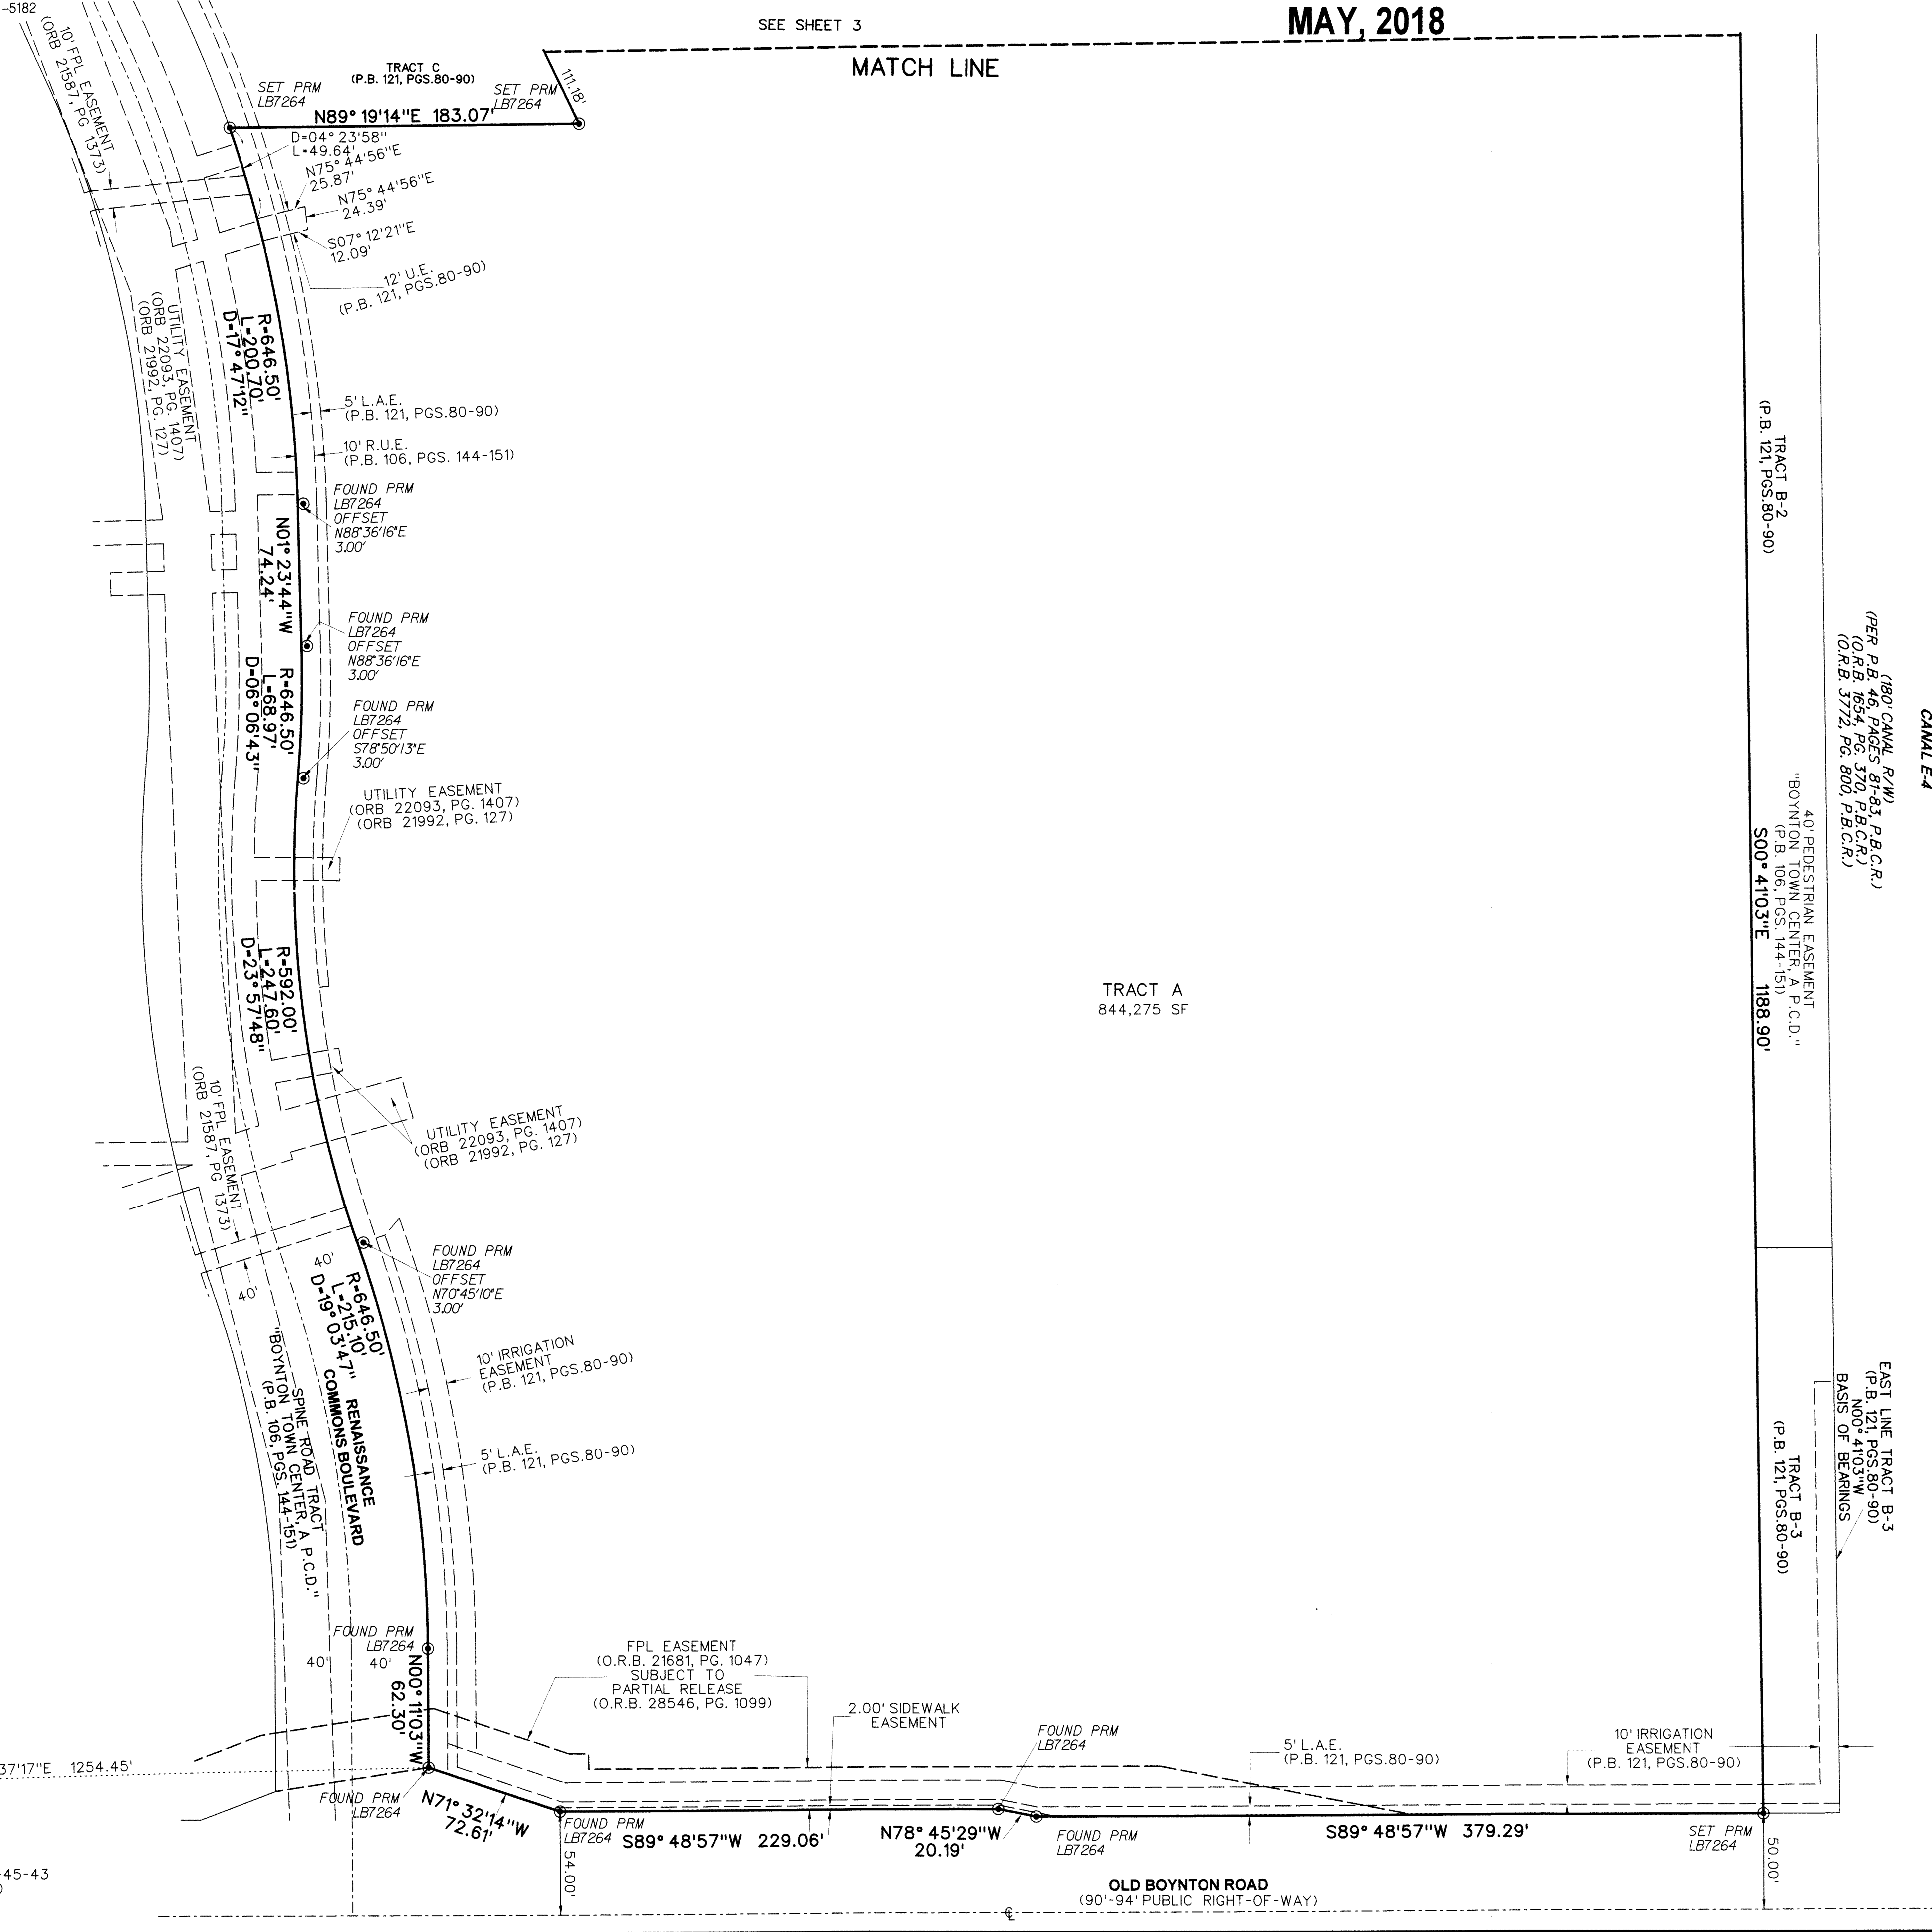 -5182
SEE SHEET 3
MAY, 2018
MATCH LINE
10' FPL EASEMENT
(ORB 21587, PG 1373)
TRACT C
(P.B. 121, PGS.80-90)
SET PRM
LB7264
SET PRM
LB7264
111.18'
N89° 19'14"E 183.07'
D=04° 23'58"
L=49.64'
N75° 44'56"E
25.87'
N75° 44'56"E
24.39'
S07° 12'21"E
12.09'
12' U.E.
(P.B. 121, PGS.80-90)
UTILITY EASEMENT
(ORB 22093, PG. 1407)
(ORB 21992, PG. 127)
R=646.50'
L=200.70'
D=17° 47'12"
5' L.A.E.
(P.B. 121, PGS.80-90)
10' R.U.E.
(P.B. 106, PGS. 144-151)
FOUND PRM
LB7264
OFFSET
N88°36'16"E
3.00'
N01° 23'44"W
74.24'
FOUND PRM
LB7264
OFFSET
N88°36'16"E
3.00'
R=646.50'
L=68.97'
D=06° 06'43"
FOUND PRM
LB7264
OFFSET
S78°50'13"E
3.00'
UTILITY EASEMENT
(ORB 22093, PG. 1407)
(ORB 21992, PG. 127)
R=592.00'
L=247.60'
D=23° 57'48"
TRACT A
844,275 SF
UTILITY EASEMENT
(ORB 22093, PG. 1407)
(ORB 21992, PG. 127)
10' FPL EASEMENT
(ORB 21587, PG 1373)
40'
40'
FOUND PRM
LB7264
OFFSET
N70°45'10"E
3.00'
R=646.50'
L=215.10'
D=19° 03'47"
RENAISSANCE
COMMONS BOULEVARD
SPINE ROAD TRACT
"BOYNTON TOWN CENTER, A P.C.D."
(P.B. 106, PGS. 144-151)
10' IRRIGATION
EASEMENT
(P.B. 121, PGS.80-90)
5' L.A.E.
(P.B. 121, PGS.80-90)
TRACT B-2
(P.B. 121, PGS.80-90)
CANAL E-4
(180' CANAL R/W)
(PER P.B. 46, PAGES 81-83, P.B.C.R.)
(O.R.B. 1654, PG. 370, P.B.C.R.)
(O.R.B. 3772, PG. 800, P.B.C.R.)
40' PEDESTRIAN EASEMENT
"BOYNTON TOWN CENTER, A P.C.D."
(P.B. 106, PGS. 144-151)
S00° 41'03"E 1188.90'
EAST LINE TRACT B-3
(P.B. 121, PGS.80-90)
N00° 41'03"W
BASIS OF BEARINGS
TRACT B-3
(P.B. 121, PGS.80-90)
FOUND PRM
LB7264
40'
40'
N00° 11'03"W
62.30'
FPL EASEMENT
(O.R.B. 21681, PG. 1047)
SUBJECT TO
PARTIAL RELEASE
(O.R.B. 28546, PG. 1099)
2.00' SIDEWALK
EASEMENT
FOUND PRM
LB7264
5' L.A.E.
(P.B. 121, PGS.80-90)
10' IRRIGATION
EASEMENT
(P.B. 121, PGS.80-90)
37'17"E 1254.45'
FOUND PRM
LB7264
N71° 32'14"W
72.61'
FOUND PRM
LB7264
S89° 48'57"W 229.06'
N78° 45'29"W
20.19'
FOUND PRM
LB7264
S89° 48'57"W 379.29'
SET PRM
LB7264
54.00'
50.00'
-45-43
)
OLD BOYNTON ROAD
(90'-94' PUBLIC RIGHT-OF-WAY)